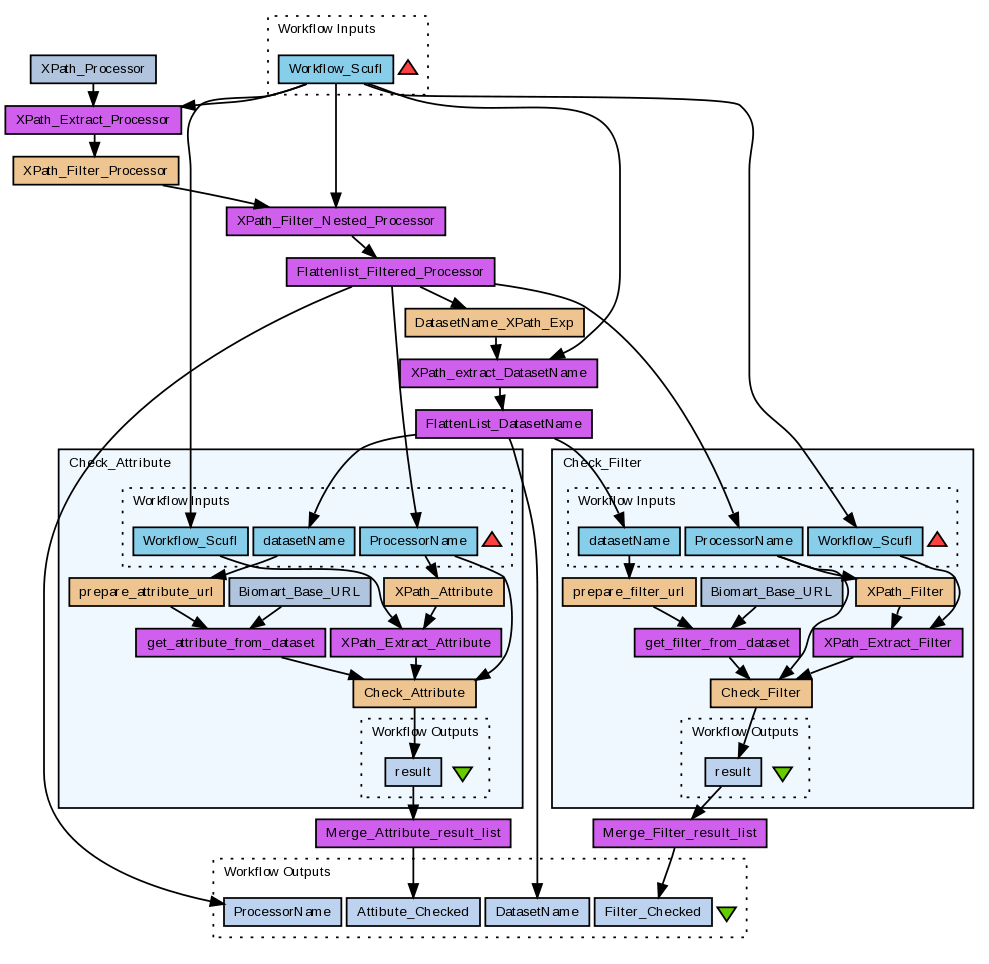 Workflow Inputs
XPath_Processor
Workflow_Scufl
XPath_Extract_Processor
XPath_Filter_Processor
XPath_Filter_Nested_Processor
Flattenlist_Filtered_Processor
DatasetName_XPath_Exp
XPath_extract_DatasetName
FlattenList_DatasetName
Check_Attribute
Workflow Inputs
Workflow_Scufl
datasetName
ProcessorName
prepare_attribute_url
Biomart_Base_URL
XPath_Attribute
get_attribute_from_dataset
XPath_Extract_Attribute
Check_Attribute
Workflow Outputs
result
Check_Filter
Workflow Inputs
datasetName
ProcessorName
Workflow_Scufl
prepare_filter_url
Biomart_Base_URL
XPath_Filter
get_filter_from_dataset
XPath_Extract_Filter
Check_Filter
Workflow Outputs
result
Merge_Attribute_result_list
Merge_Filter_result_list
Workflow Outputs
ProcessorName
Attibute_Checked
DatasetName
Filter_Checked